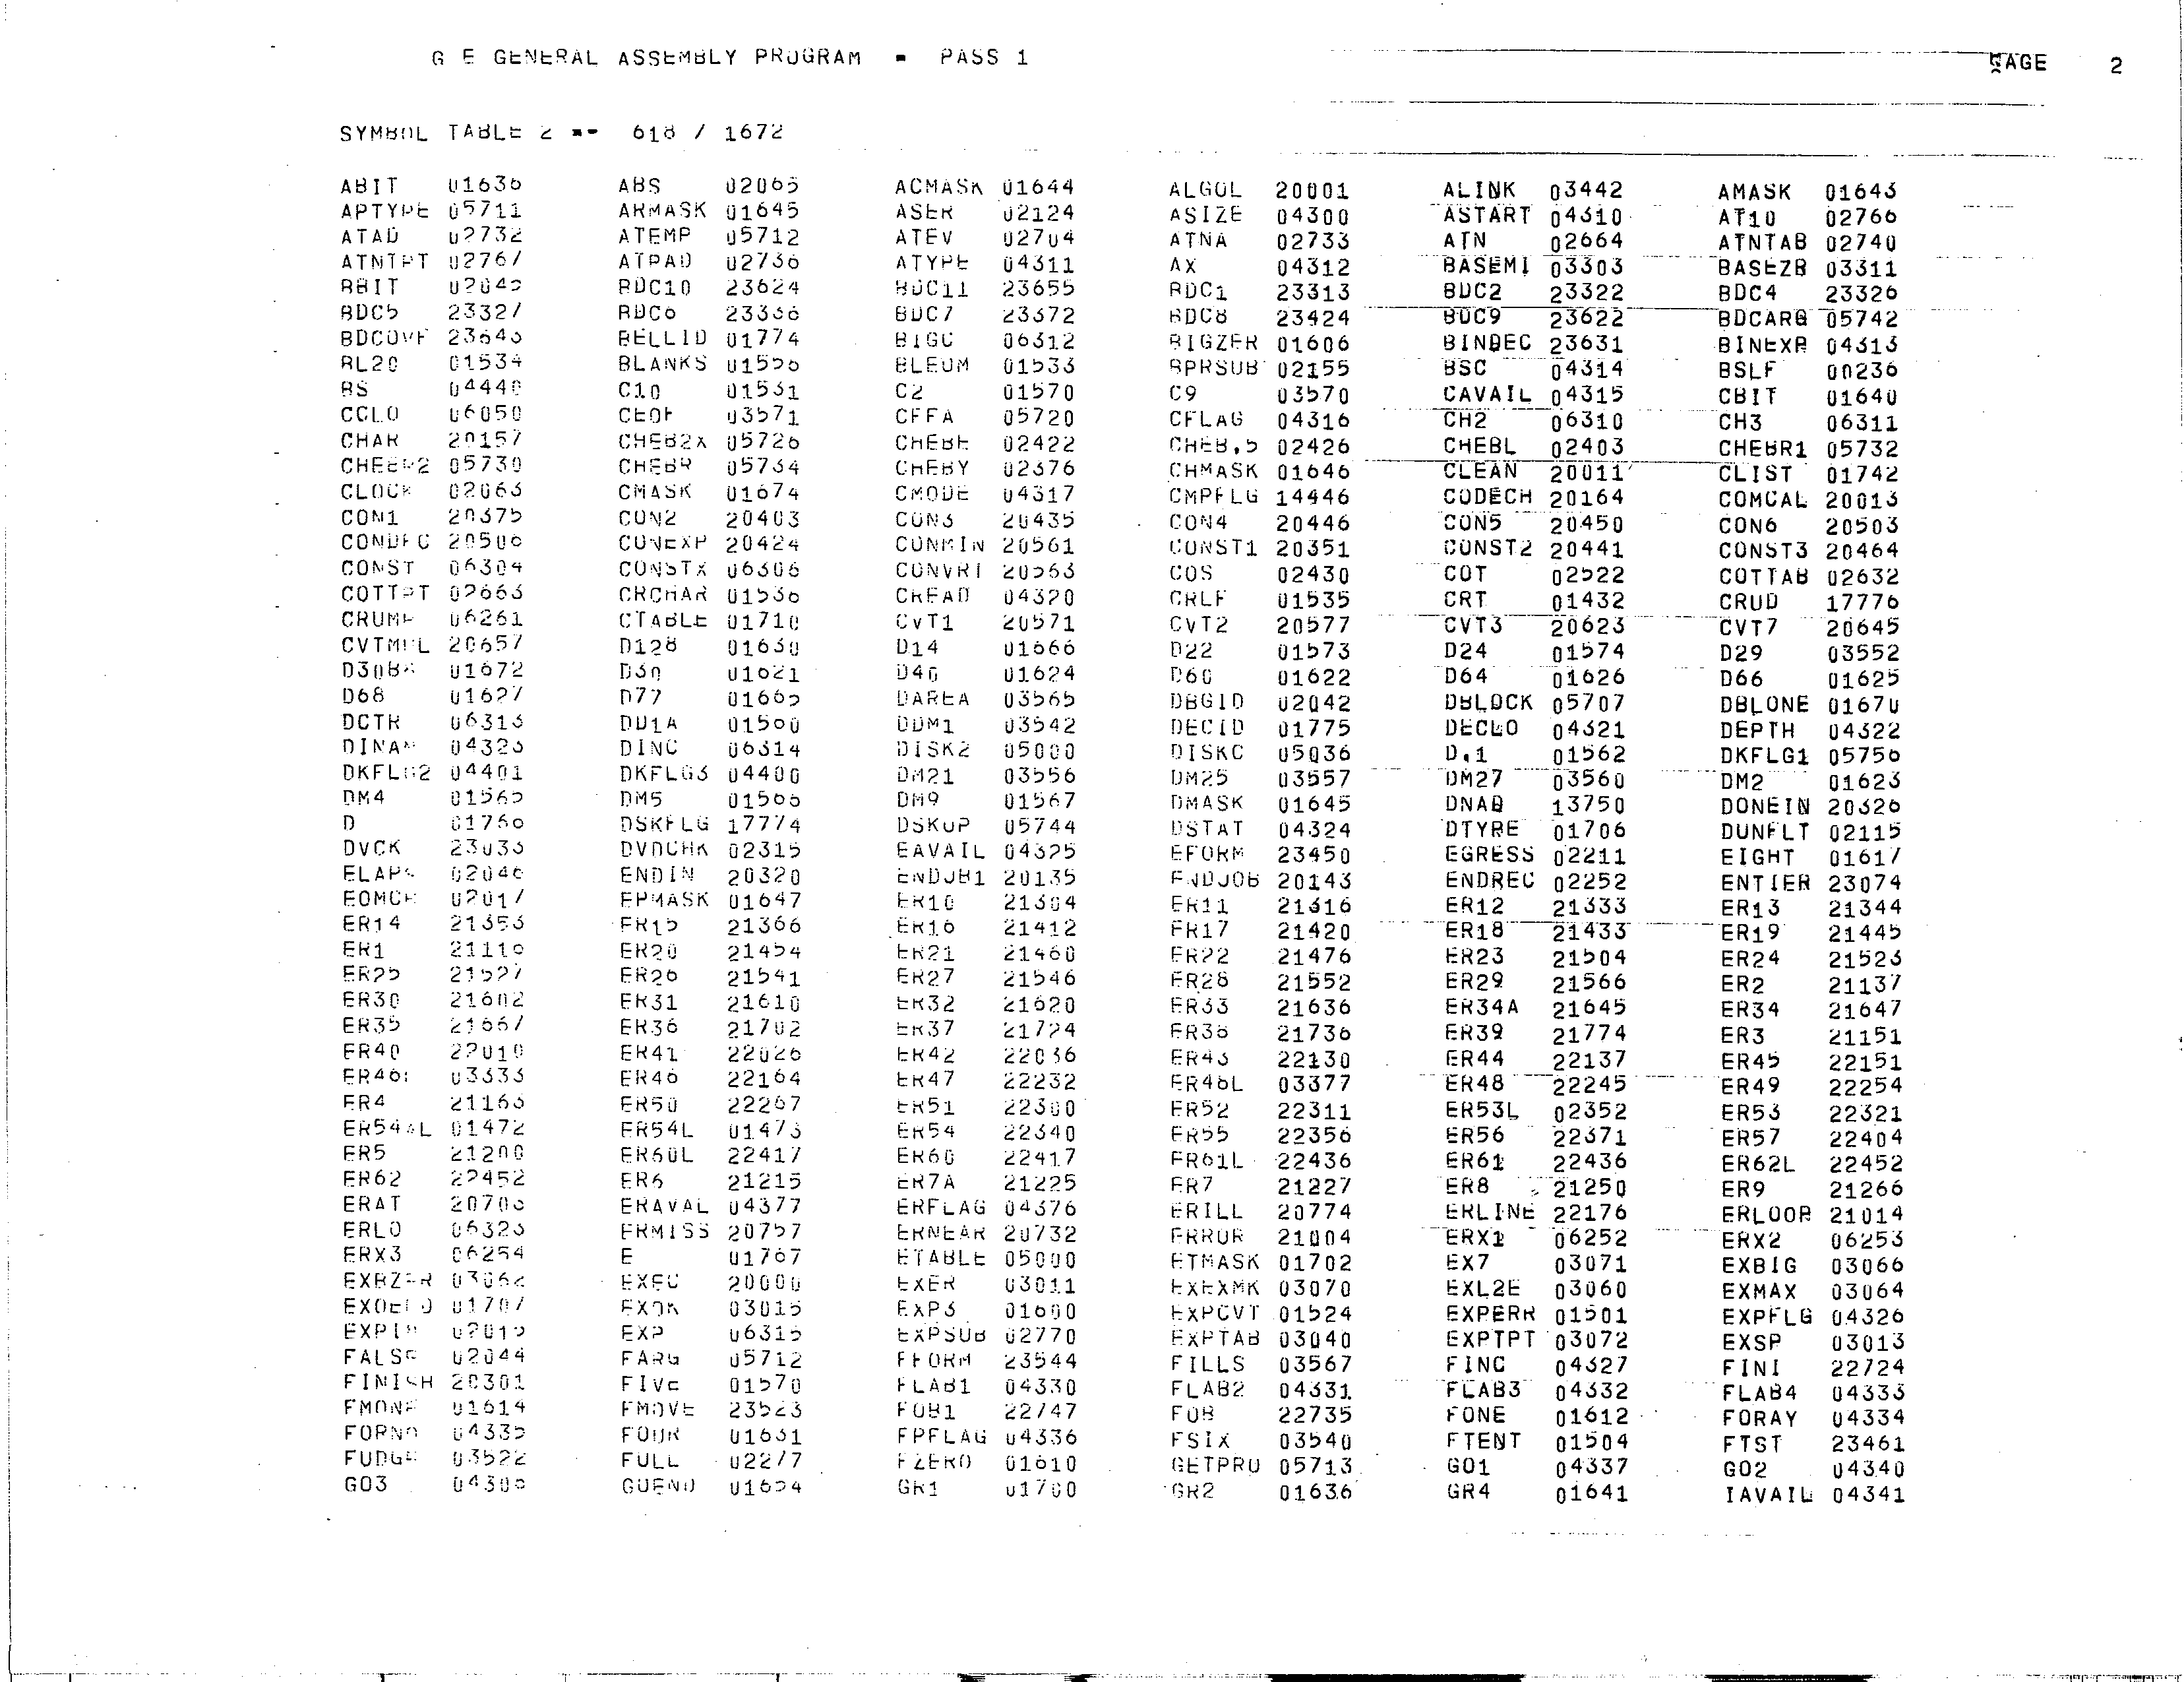 G E GENERAL ASSEMBLY PROGRAM - PASS 1 PAGE 2
SYMBOL TABLE 2 -- 618 / 1672
ABIT 01636 ABS 02065 ACMASK 01644 ALGOL 20001 ALINK 03442 AMASK 01643
APTYPE 05711 ARMASK 01645 ASER 02124 ASIZE 04300 ASTART 04310 AT10 02766
ATAD 02732 ATEMP 05712 ATEV 02704 ATNA 02733 ATN 02664 ATNTAB 02740
ATNTPT 02767 ATPAD 02736 ATYPE 04311 AX 04312 BASEMI 03303 BASEZB 03311
BBIT 02045 BDC10 23624 BDC11 23655 BDC1 23313 BDC2 23322 BDC4 23326
BDC5 23327 BDC6 23336 BDC7 23372 BDC8 23424 BDC9 23622 BDCARG 05742
BDCOVF 23645 BELLID 01774 BIGC 06312 BIGZER 01606 BINDEC 23631 BINEXP 04313
BL20 01534 BLANKS 01556 BLEUM 01533 BPRSUB 02155 BSC 04314 BSLF 00236
BS 04440 C10 01531 C2 01570 C9 03570 CAVAIL 04315 CBIT 01640
CCLO 06050 CEOF 03571 CFFA 05720 CFLAG 04316 CH2 06310 CH3 06311
CHAR 20157 CHEB2X 05726 CHEBE 02422 CHEB.5 02426 CHEBL 02403 CHEBR1 05732
CHEBR2 05730 CHEBR 05734 CHEBY 02376 CHMASK 01646 CLEAN 20011 CLIST 01742
CLOCK 02063 CMASK 01674 CMODE 04317 CMPFLG 14446 CODECH 20164 COMCAL 20013
CON1 20375 CON2 20403 CON3 20435 CON4 20446 CON5 20450 CON6 20503
CONDEC 20506 CONEXP 20424 CONMIN 20561 CONST1 20351 CONST2 20441 CONST3 20464
CONST 06304 CONSTX 06306 CONVRT 20563 COS 02430 COT 02522 COTTAB 02632
COTTPT 02663 CRCHAR 01536 CREAD 04320 CRLF 01535 CRT 01432 CRUD 17776
CRUMP 06261 CTABLE 01710 CVT1 20571 CVT2 20577 CVT3 20623 CVT7 20645
CVTMUL 20657 D128 01630 D14 01666 D22 01573 D24 01574 D29 03552
D308 01672 D30 01621 D40 01624 D60 01622 D64 01626 D66 01625
D68 01627 D77 01665 DAREA 03565 DBGID 02042 DBLOCK 05707 DBLONE 01670
DCTR 06313 DD1A 01500 DDM1 03542 DECID 01775 DECLO 04321 DEPTH 04322
DINAM 04323 DINC 06314 DISK2 05000 DISKC 05036 D.1 01562 DKFLG1 05750
DKFLG2 04401 DKFLG3 04400 DM21 03556 DM25 03557 DM27 03560 DM2 01623
DM4 01565 DM5 01566 DM9 01567 DMASK 01645 DNAB 13750 DONEIN 20326
D 01760 DSKFLG 17774 DSKUP 05744 DSTAT 04324 DTYPE 01706 DUNFLT 02115
DVCK 23033 DVDCHK 02315 EAVAIL 04325 EFORM 23450 EGRESS 02211 EIGHT 01617
ELAPS 02046 ENDIN 20320 ENDJB1 20135 ENDJOB 20143 ENDREC 02252 ENTIER 23074
EOMCH 02017 EPMASK 01647 ER10 21304 ER11 21316 ER12 21333 ER13 21344
ER14 21353 ER15 21366 ER16 21412 ER17 21420 ER18 21433 ER19 21445
ER1 21110 ER20 21454 ER21 21460 ER22 21476 ER23 21504 ER24 21523
ER25 21527 ER26 21541 ER27 21546 ER28 21552 ER29 21566 ER2 21137
ER30 21602 ER31 21610 ER32 21620 ER33 21636 ER34A 21645 ER34 21647
ER35 21667 ER36 21702 ER37 21724 ER38 21736 ER39 21774 ER3 21151
ER40 22010 ER41 22026 ER42 22036 ER43 22130 ER44 22137 ER45 22151
03333 ER46 22164 ER47 22232 ER48L 03377 ER48 22245 ER49 22254
ER4 21163 ER50 22267 ER51 22300 ER52 22311 ER53L 02352 ER53 22321
01472 ER54L 01473 ER54 22340 ER55 22356 ER56 22371 ER57 22404
ER5 21200 ER60L 22417 ER60 22417 ER61L 22436 ER61 22436 ER62L 22452
ER62 22452 ER6 21215 ER7A 21225 ER7 21227 ER8 21250 ER9 21266
ERAT 20703 ERAVAL 04377 ERFLAG 04376 ERILL 20774 ERLINE 22176 ERLOOP 21014
ERLO 06323 ERMISS 20757 ERNEAR 20732 ERROR 21004 ERX1 06252 ERX2 06253
ERX3 06254 E 01767 ETABLE 05000 ETMASK 01702 EX7 03071 EXBIG 03066
EXBZER 03062 EXEC 20000 EXER 03011 EXEXMK 03070 EXL2E 03060 EXMAX 03064
01707 EXOK 03015 EXP3 01600 EXPCVT 01524 EXPERR 01501 EXPFLG 04326
02015 EXP 06315 EXPSUB 02770 EXPTAB 03040 EXPTPT 03072 EXSP 03013
FALSE 02044 FARG 05712 FFORM 23544 FILLS 03567 FINC 04327 FINI 22724
FINISH 20301 FIVE 01570 FLAB1 04330 FLAB2 04331 FLAB3 04332 FLAB4 04333
FMONE 01614 FMOVE 23523 FOB1 22747 FOB 22735 FONE 01612 FORAY 04334
FORNO 04335 FOUR 01631 FPFLAG 04336 FSIX 03540 FTENT 01504 FTST 23461
FUDGE 03522 FULL 02277 FZERO 01610 GETPRO 05713 GO1 04337 GO2 04340
GO3 04305 GOEND 01654 GR1 01700 GR2 01636 GR4 01641 IAVAIL 04341